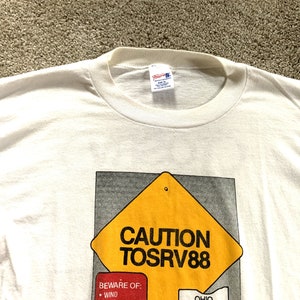 CAUTION
TOSRV88
BEWARE OF:
• WIND
OHIO